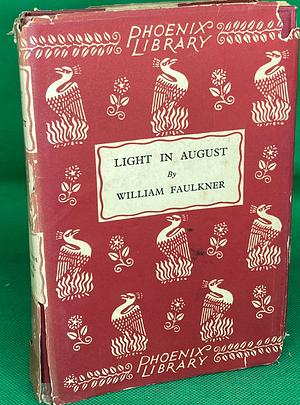 PHOENIX
LIBRARY
LIGHT IN AUGUST
By
WILLIAM FAULKNER
PHOENIX
LIBRARY